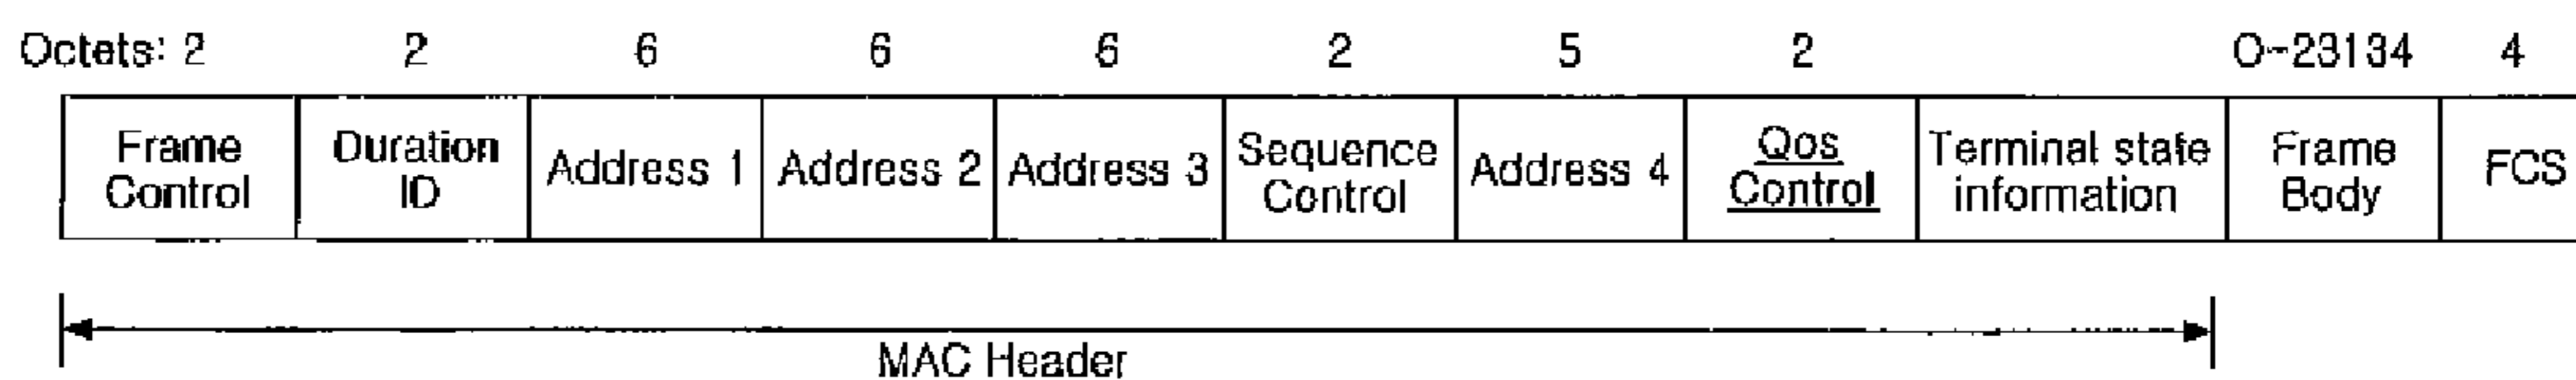 Octets: 2 2 6 6 6 2 5 2 0-23134 4
Frame Control
Duration ID
Address 1
Address 2
Address 3
Sequence Control
Address 4
Qos Control
Terminal state information
Frame Body
FCS
MAC Header